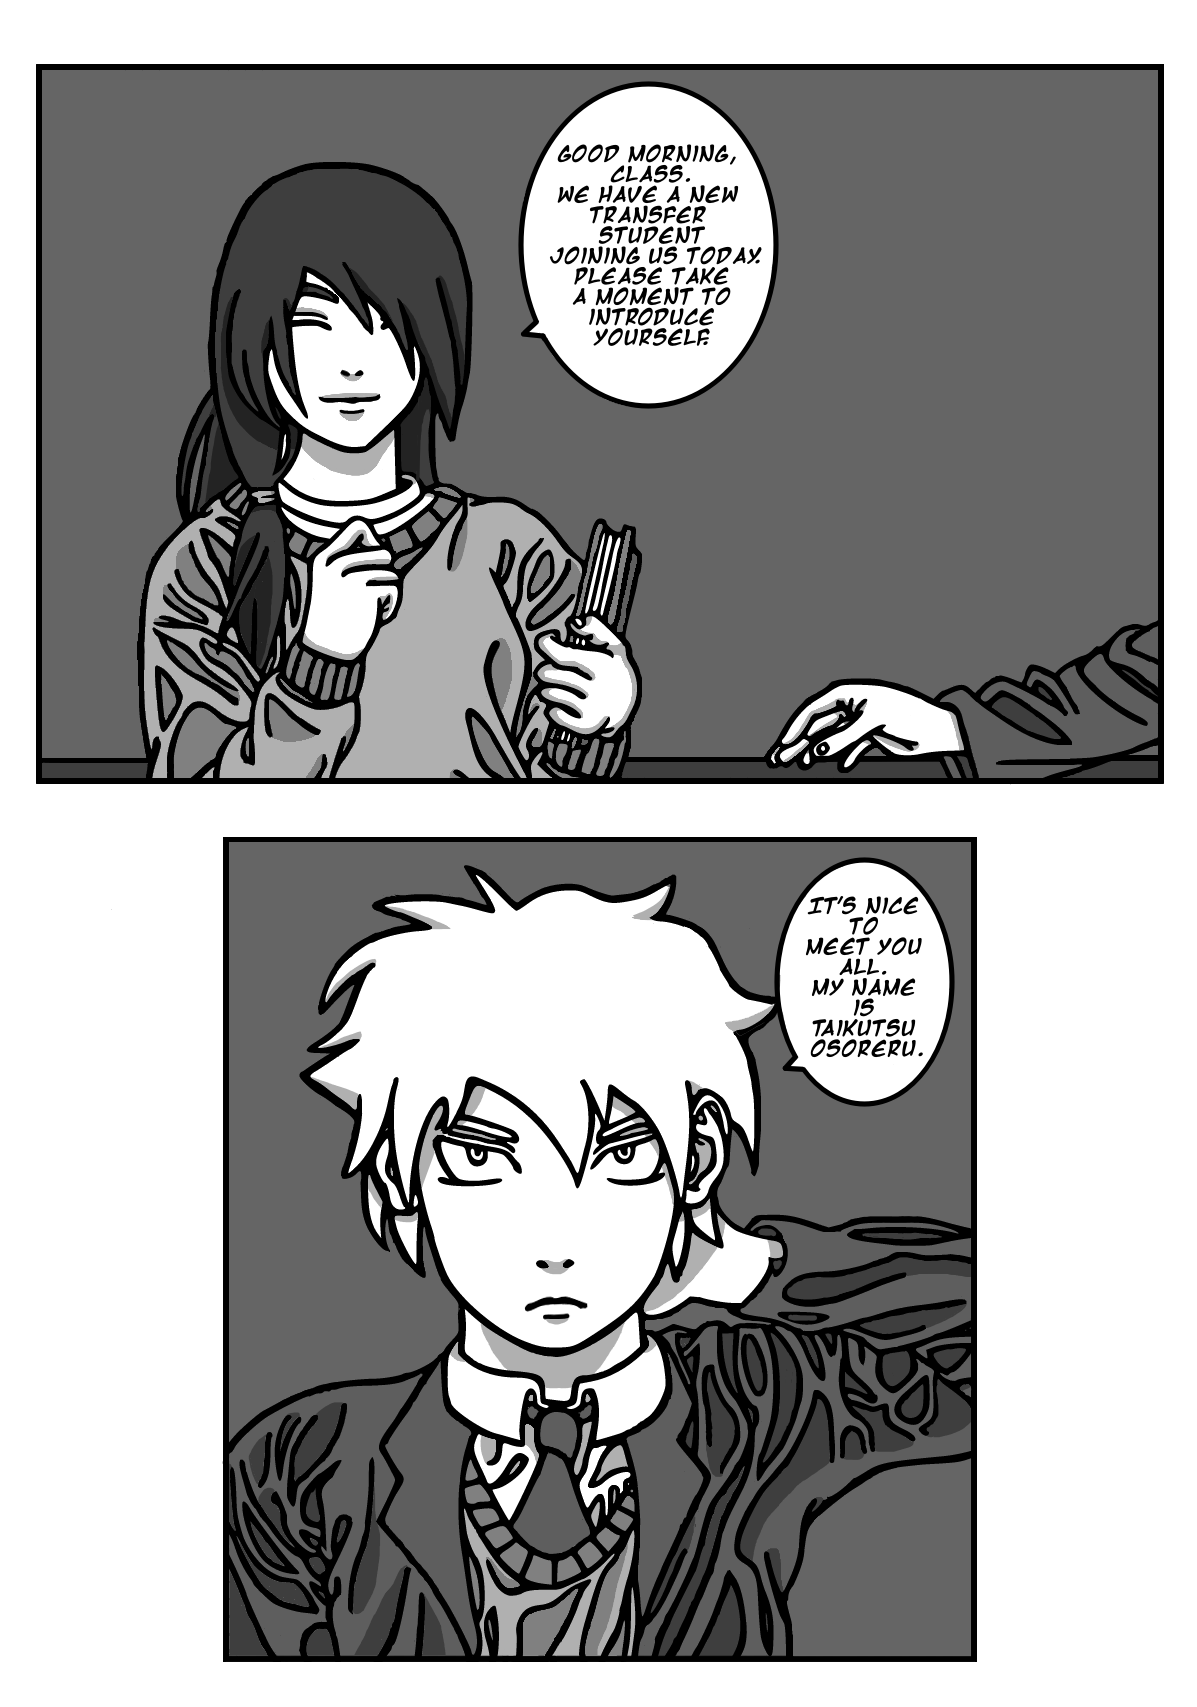 GOOD MORNING,
CLASS.
WE HAVE A NEW
TRANSFER
STUDENT
JOINING US TODAY.
PLEASE TAKE
A MOMENT TO
INTRODUCE
YOURSELF.
IT'S NICE
TO
MEET YOU
ALL.
MY NAME
IS
TAIKUTSU
OSORERU.